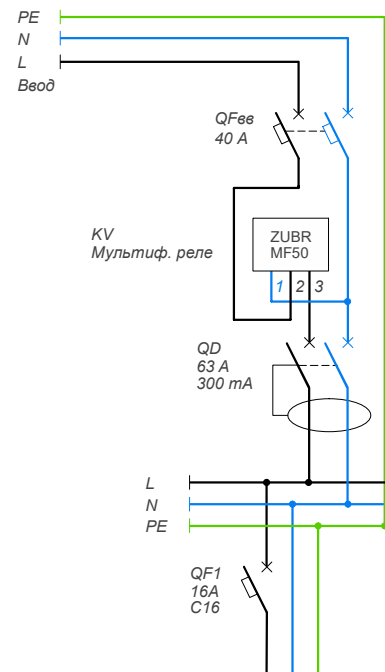 PE
N
L
Ввод
QFвв
40 А
KV
Мультиф. реле
ZUBR
MF50
1 2 3
QD
63 А
300 mA
L
N
PE
QF1
16А
C16